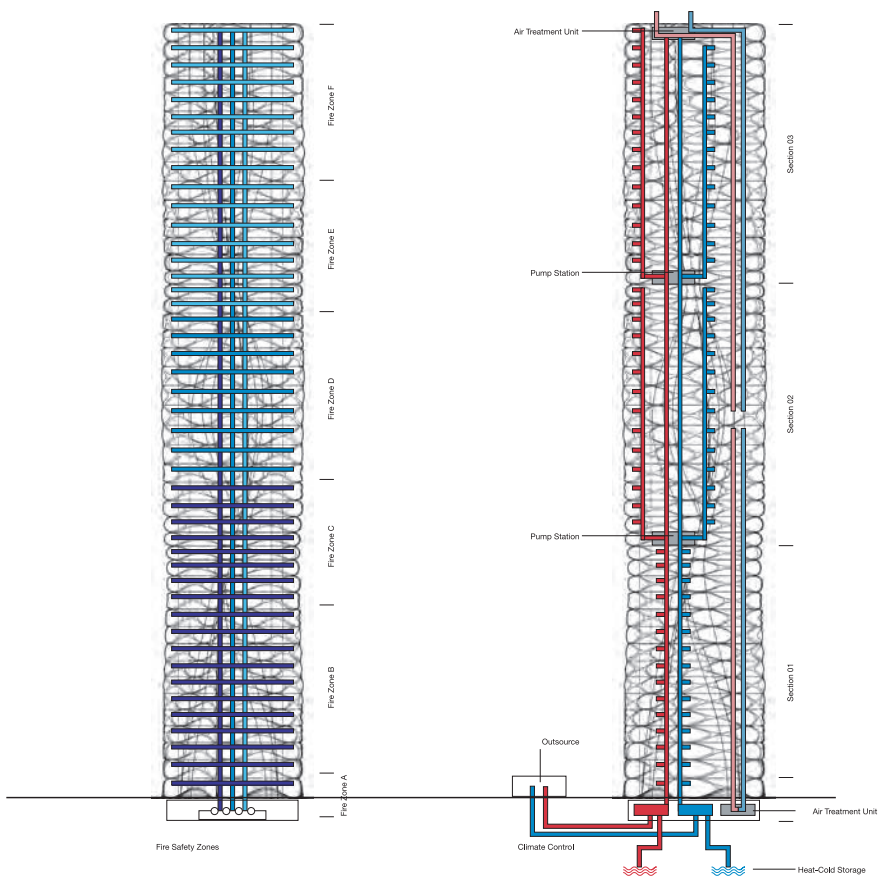 Air Treatment Unit
Fire Zone F
Section 03
Fire Zone E
Pump Station
Fire Zone D
Section 02
Fire Zone C
Pump Station
Fire Zone B
Section 01
Outsource
Fire Zone A
Air Treatment Unit
Fire Safety Zones
Climate Control
Heat-Cold Storage